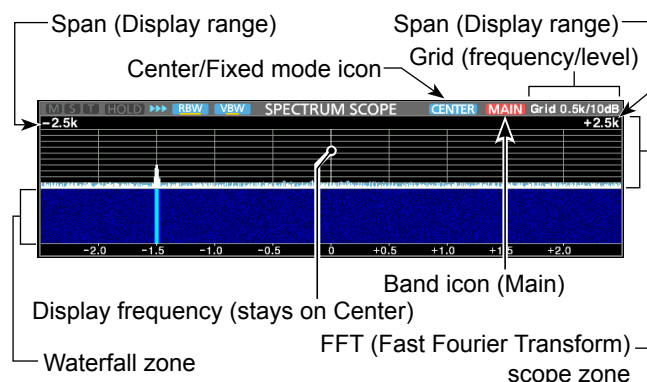 Span (Display range)
Span (Display range)
Center/Fixed mode icon
Grid (frequency/level)
M S T HOLD RBW VBW SPECTRUM SCOPE CENTER MAIN Grid 0.5k/10dB
−2.5k
+2.5k
-2.0 -1.5 -1.0 -0.5 0 +0.5 +1.0 +1.5 +2.0
Band icon (Main)
Display frequency (stays on Center)
Waterfall zone
FFT (Fast Fourier Transform)
scope zone